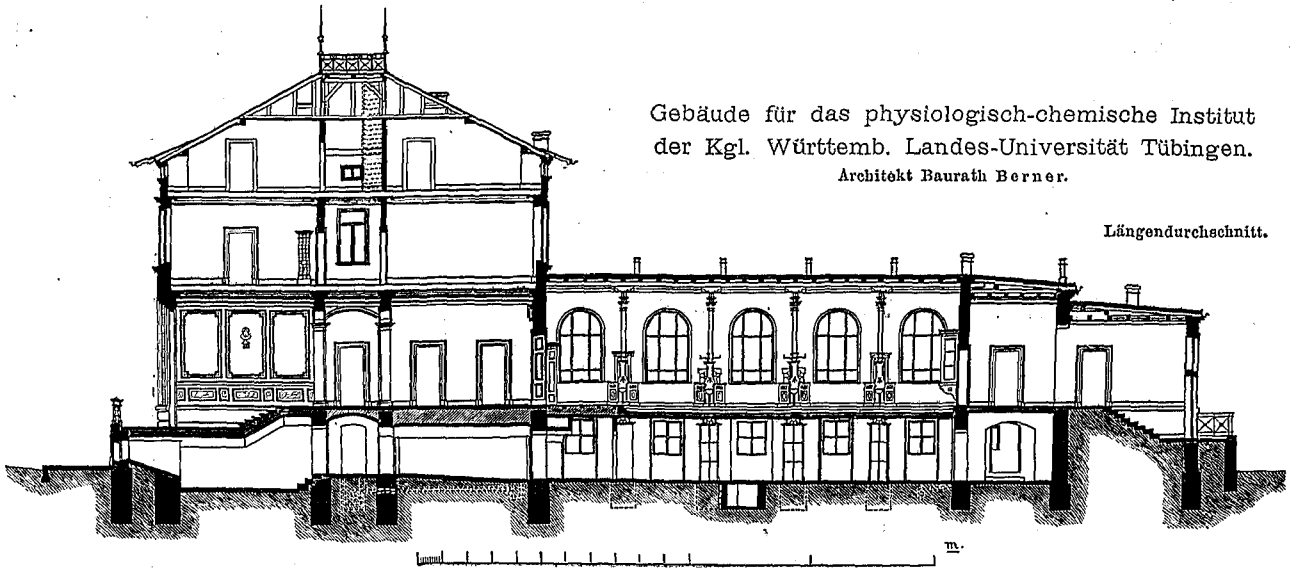 Gebäude für das physiologisch-chemische Institut
der Kgl. Württemb. Landes-Universität Tübingen.
Architekt Baurath Berner.
Längendurchschnitt.
m.